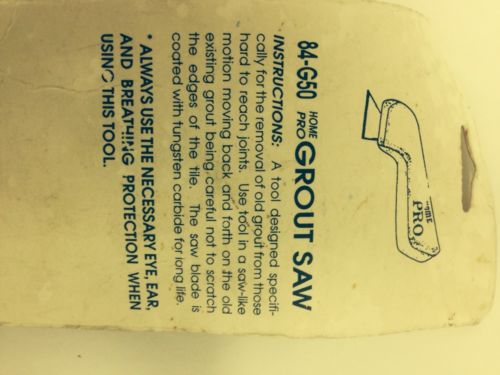 HOME
PRO
84-G50 HOME PRO GROUT SAW
INSTRUCTIONS: A tool designed specifi-
cally for the removal of old grout from those
hard to reach joints. Use tool in a saw-like
motion moving back and forth on the old
existing grout being careful not to scratch
the edges of the tile. The saw blade is
coated with tungsten carbide for long life.
* ALWAYS USE THE NECESSARY EYE, EAR,
AND BREATHING PROTECTION WHEN
USING THIS TOOL.